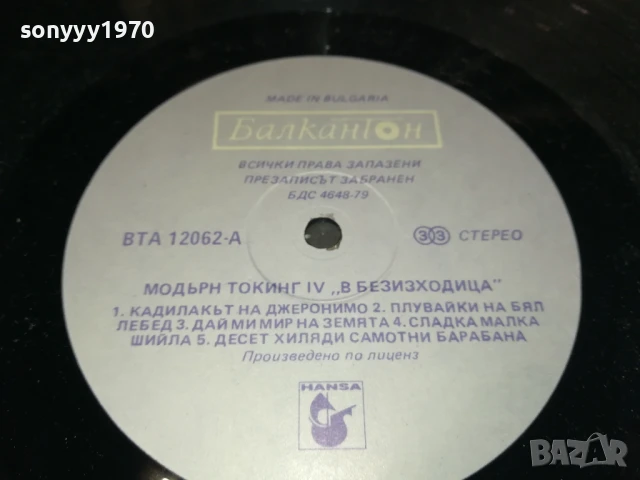 sonyyy1970
MADE IN BULGARIA
Балкантон
ВСИЧКИ ПРАВА ЗАПАЗЕНИ
ПРЕЗАПИСЪТ ЗАБРАНЕН
БДС 4648-79
ВТА 12062-А
33 СТЕРЕО
МОДЬРН ТОКИНГ IV „В БЕЗИЗХОДИЦА"
1. КАДИЛАКЪТ НА ДЖЕРОНИМО 2. ПЛУВАЙКИ НА БЯЛ
ЛЕБЕД 3. ДАЙ МИ МИР НА ЗЕМЯТА 4. СЛАДКА МАЛКА
ШИЙЛА 5. ДЕСЕТ ХИЛЯДИ САМОТНИ БАРАБАНА
Произведено по лиценз
HANSA
BAZAR